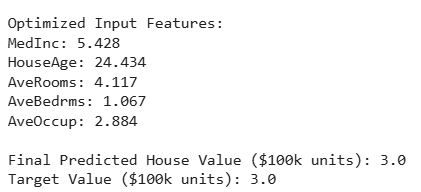 Optimized Input Features:
MedInc: 5.428
HouseAge: 24.434
AveRooms: 4.117
AveBedrms: 1.067
AveOccup: 2.884
Final Predicted House Value ($100k units): 3.0
Target Value ($100k units): 3.0